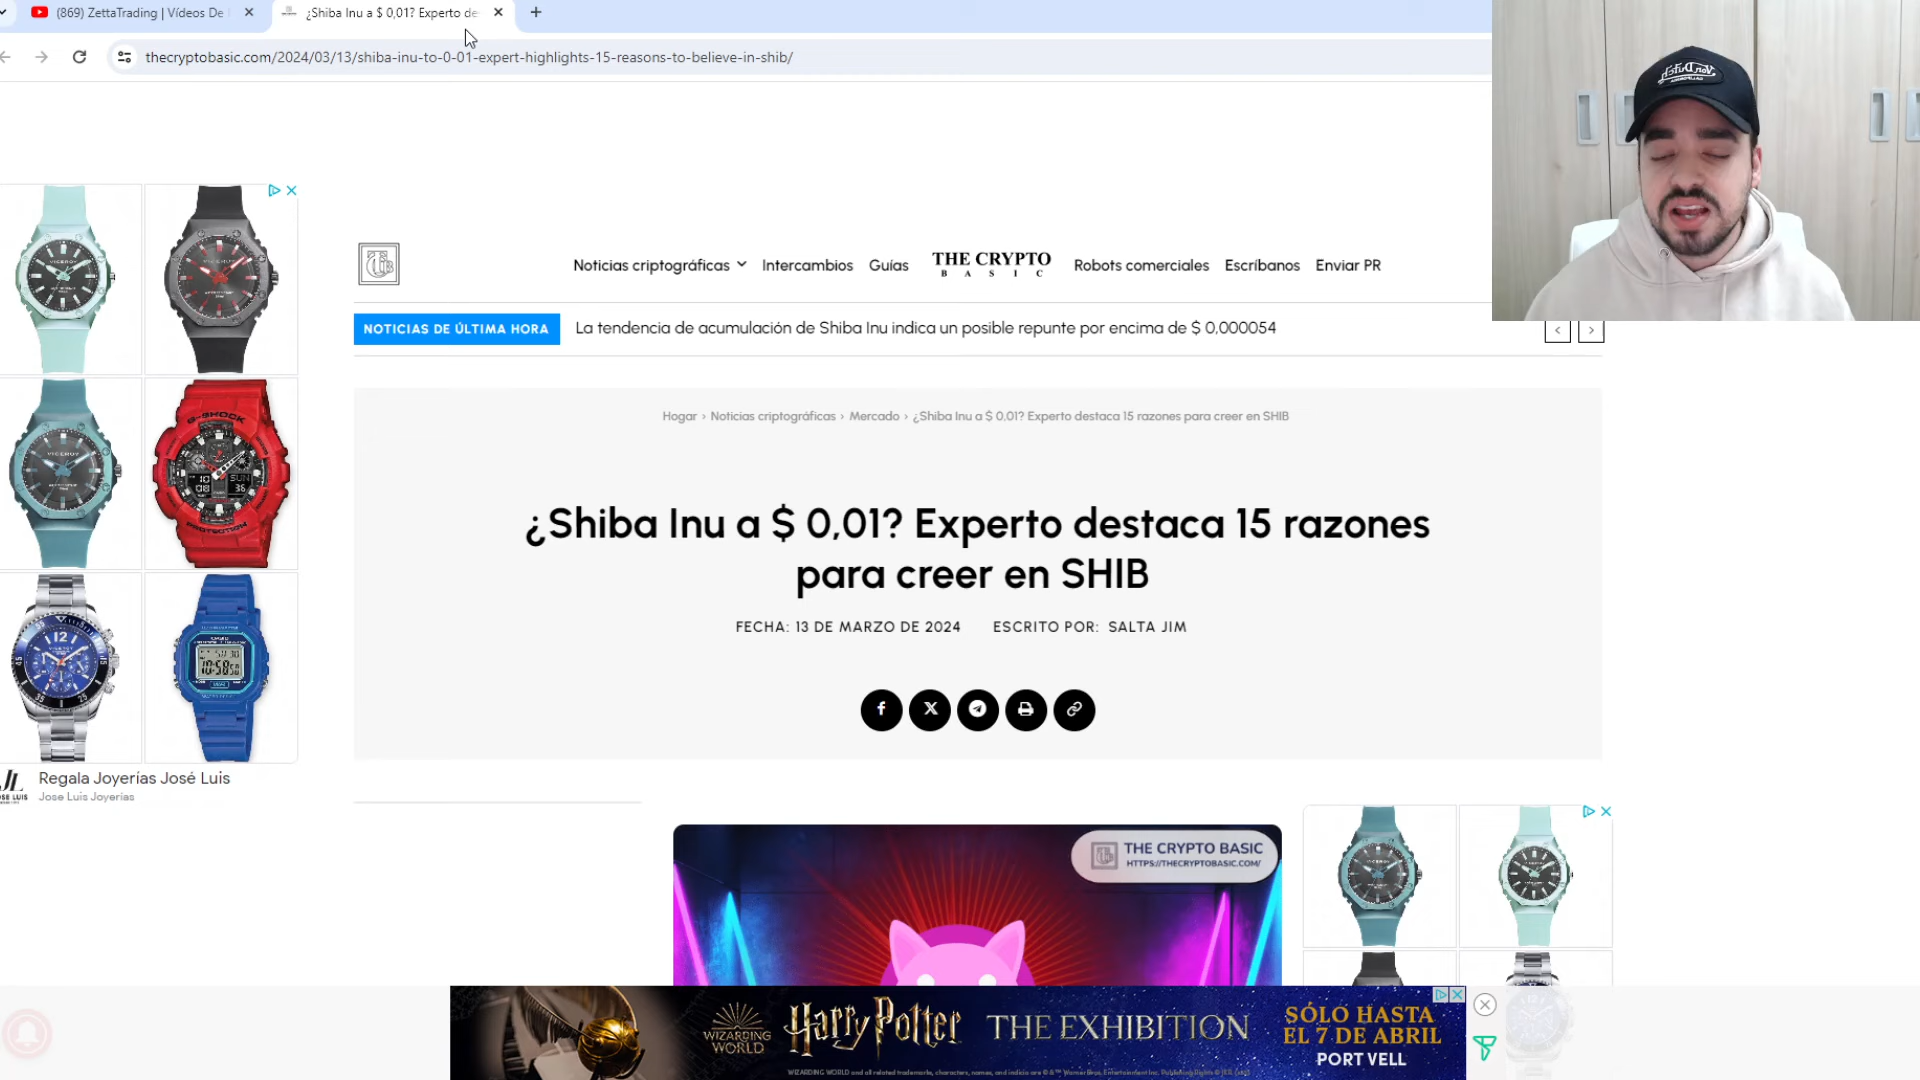 (869) ZettaTrading | Vídeos De
¿Shiba Inu a $ 0,01? Experto de
thecryptobasic.com/2024/03/13/shiba-inu-to-0-01-expert-highlights-15-reasons-to-believe-in-shib/
Noticias criptográficas
Intercambios
Guías
THE CRYPTO
BASIC
Robots comerciales
Escríbanos
Enviar PR
NOTICIAS DE ÚLTIMA HORA
La tendencia de acumulación de Shiba Inu indica un posible repunte por encima de $ 0,000054
Hogar › Noticias criptográficas › Mercado › ¿Shiba Inu a $ 0,01? Experto destaca 15 razones para creer en SHIB
¿Shiba Inu a $ 0,01? Experto destaca 15 razones
para creer en SHIB
FECHA: 13 DE MARZO DE 2024
ESCRITO POR: SALTA JIM
G-SHOCK
PROTECTION
Regala Joyerías José Luis
Jose Luis Joyerías
THE CRYPTO BASIC
HTTPS://THECRYPTOBASIC.COM/
WIZARDING
WORLD
Harry Potter
THE EXHIBITION
SÓLO HASTA
EL 7 DE ABRIL
PORT VELL